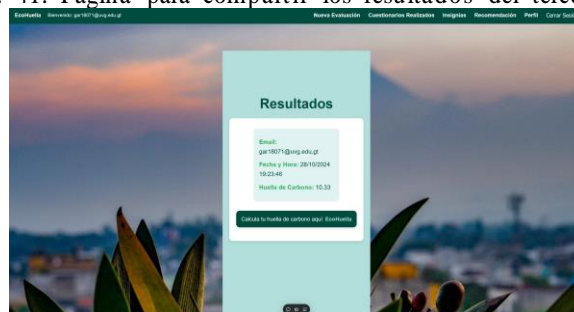 41. Página para compartir los resultados del
EcoHuella Bienvenido: gar18071@uvg.edu.gt Nueva Evaluación Cuestionarios Realizados Insignias Recomendación Perfil Cerrar
Resultados
Email:
gar18071@uvg.edu.gt
Fecha y Hora: 28/10/2024
19:23:46
Huella de Carbono: 10.33
Calcula tu huella de carbono aquí: EcoHuella